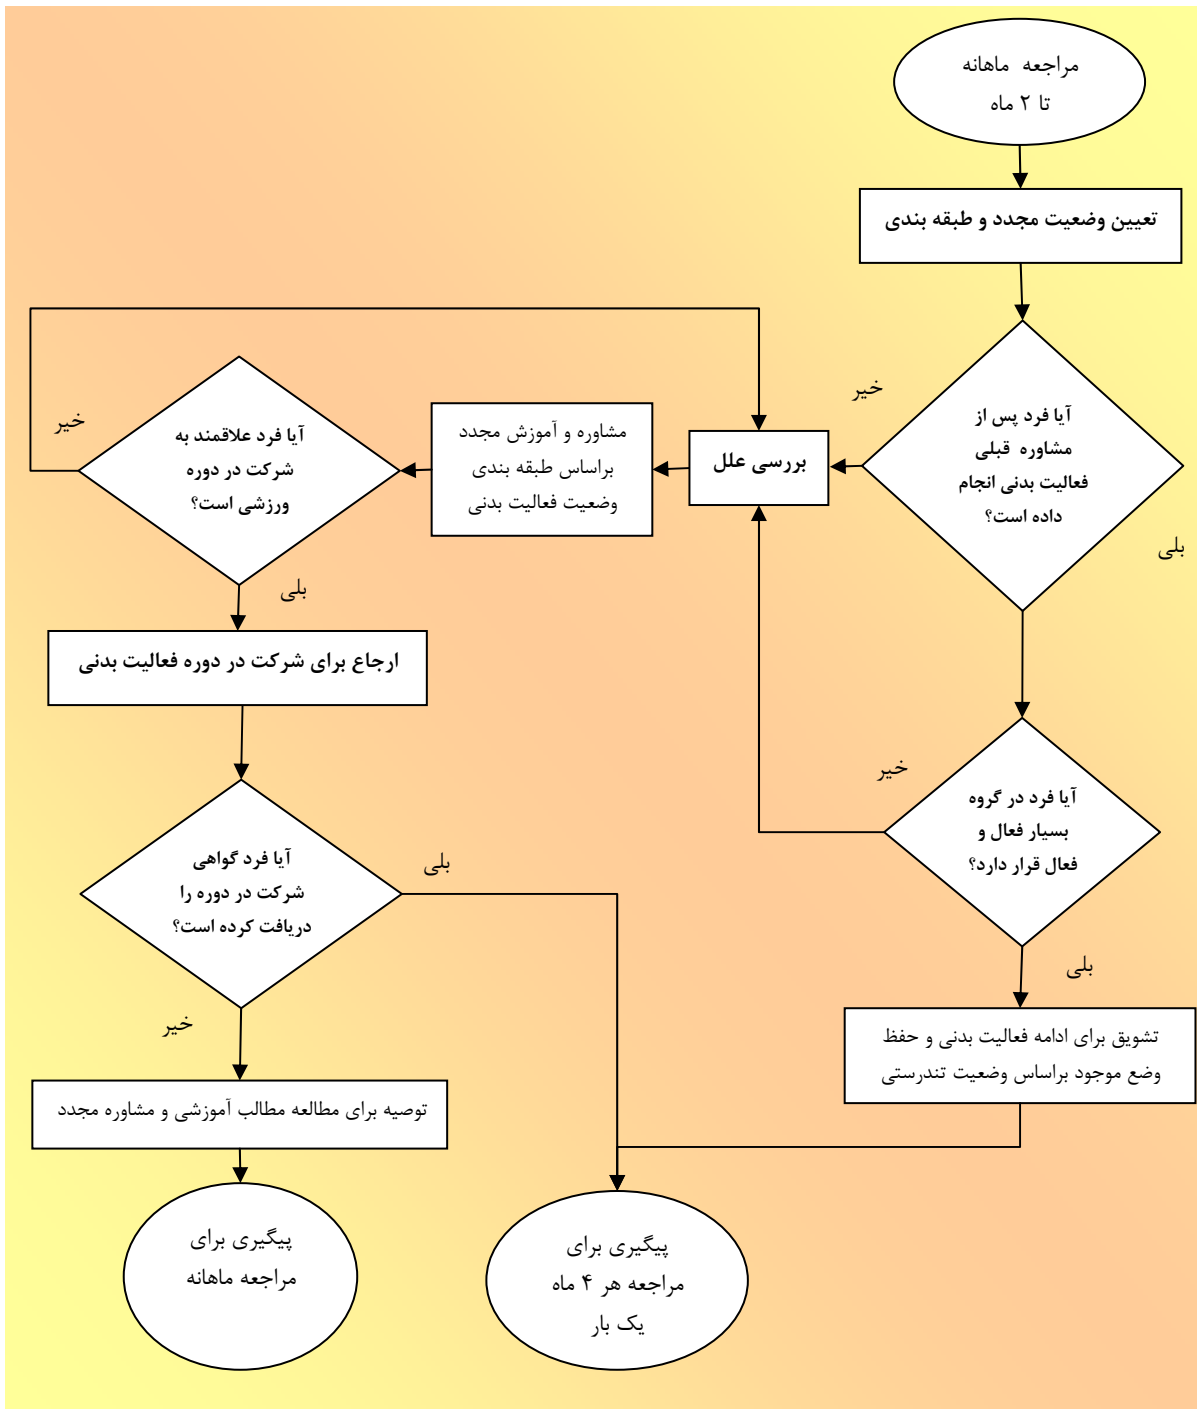 مراجعه ماهانه
تا ۲ ماه
تعیین وضعیت مجدد و طبقه بندی
آیا فرد پس از
مشاوره قبلی
فعالیت بدنی انجام
داده است؟
خیر
بلی
بررسی علل
مشاوره و آموزش مجدد
براساس طبقه بندی
وضعیت فعالیت بدنی
آیا فرد علاقمند به
شرکت در دوره
ورزشی است؟
خیر
بلی
ارجاع برای شرکت در دوره فعالیت بدنی
آیا فرد در گروه
بسیار فعال و
فعال قرار دارد؟
خیر
بلی
آیا فرد گواهی
شرکت در دوره را
دریافت کرده است؟
بلی
خیر
تشویق برای ادامه فعالیت بدنی و حفظ
وضع موجود براساس وضعیت تندرستی
توصیه برای مطالعه مطالب آموزشی و مشاوره مجدد
پیگیری برای
مراجعه هر ۴ ماه
یک بار
پیگیری برای
مراجعه ماهانه